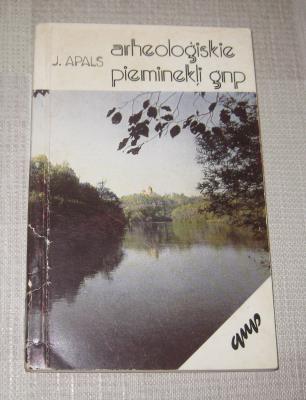 J. APALS
arheoloģiskie
pieminekļi gnp
gnp